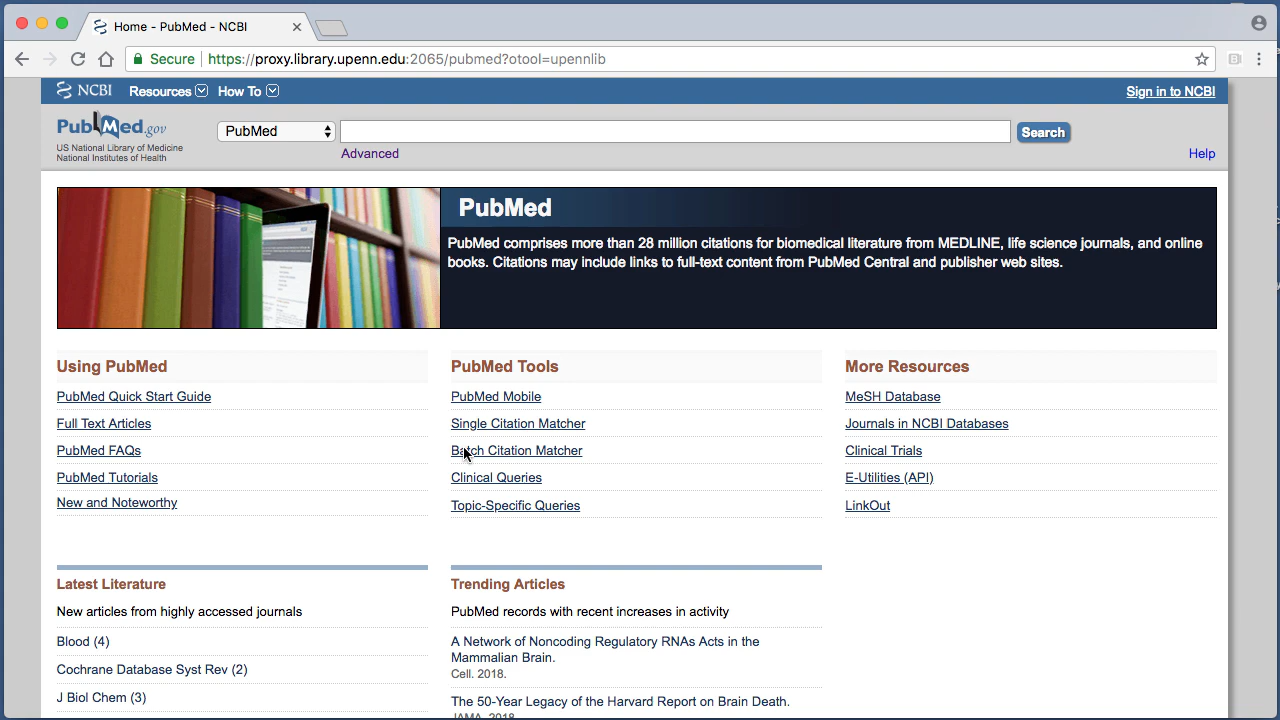 Home - PubMed - NCBI
Secure https://proxy.library.upenn.edu:2065/pubmed?otool=upennlib
NCBI Resources How To Sign in to NCBI
PubMed.gov
US National Library of Medicine
National Institutes of Health
PubMed
Search
Advanced
Help
PubMed
PubMed comprises more than 28 million citations for biomedical literature from MEDLINE, life science journals, and online
books. Citations may include links to full-text content from PubMed Central and publisher web sites.
Using PubMed
PubMed Quick Start Guide
Full Text Articles
PubMed FAQs
PubMed Tutorials
New and Noteworthy
PubMed Tools
PubMed Mobile
Single Citation Matcher
Batch Citation Matcher
Clinical Queries
Topic-Specific Queries
More Resources
MeSH Database
Journals in NCBI Databases
Clinical Trials
E-Utilities (API)
LinkOut
Latest Literature
New articles from highly accessed journals
Blood (4)
Cochrane Database Syst Rev (2)
J Biol Chem (3)
Trending Articles
PubMed records with recent increases in activity
A Network of Noncoding Regulatory RNAs Acts in the
Mammalian Brain.
Cell. 2018.
The 50-Year Legacy of the Harvard Report on Brain Death.
JAMA. 2018.